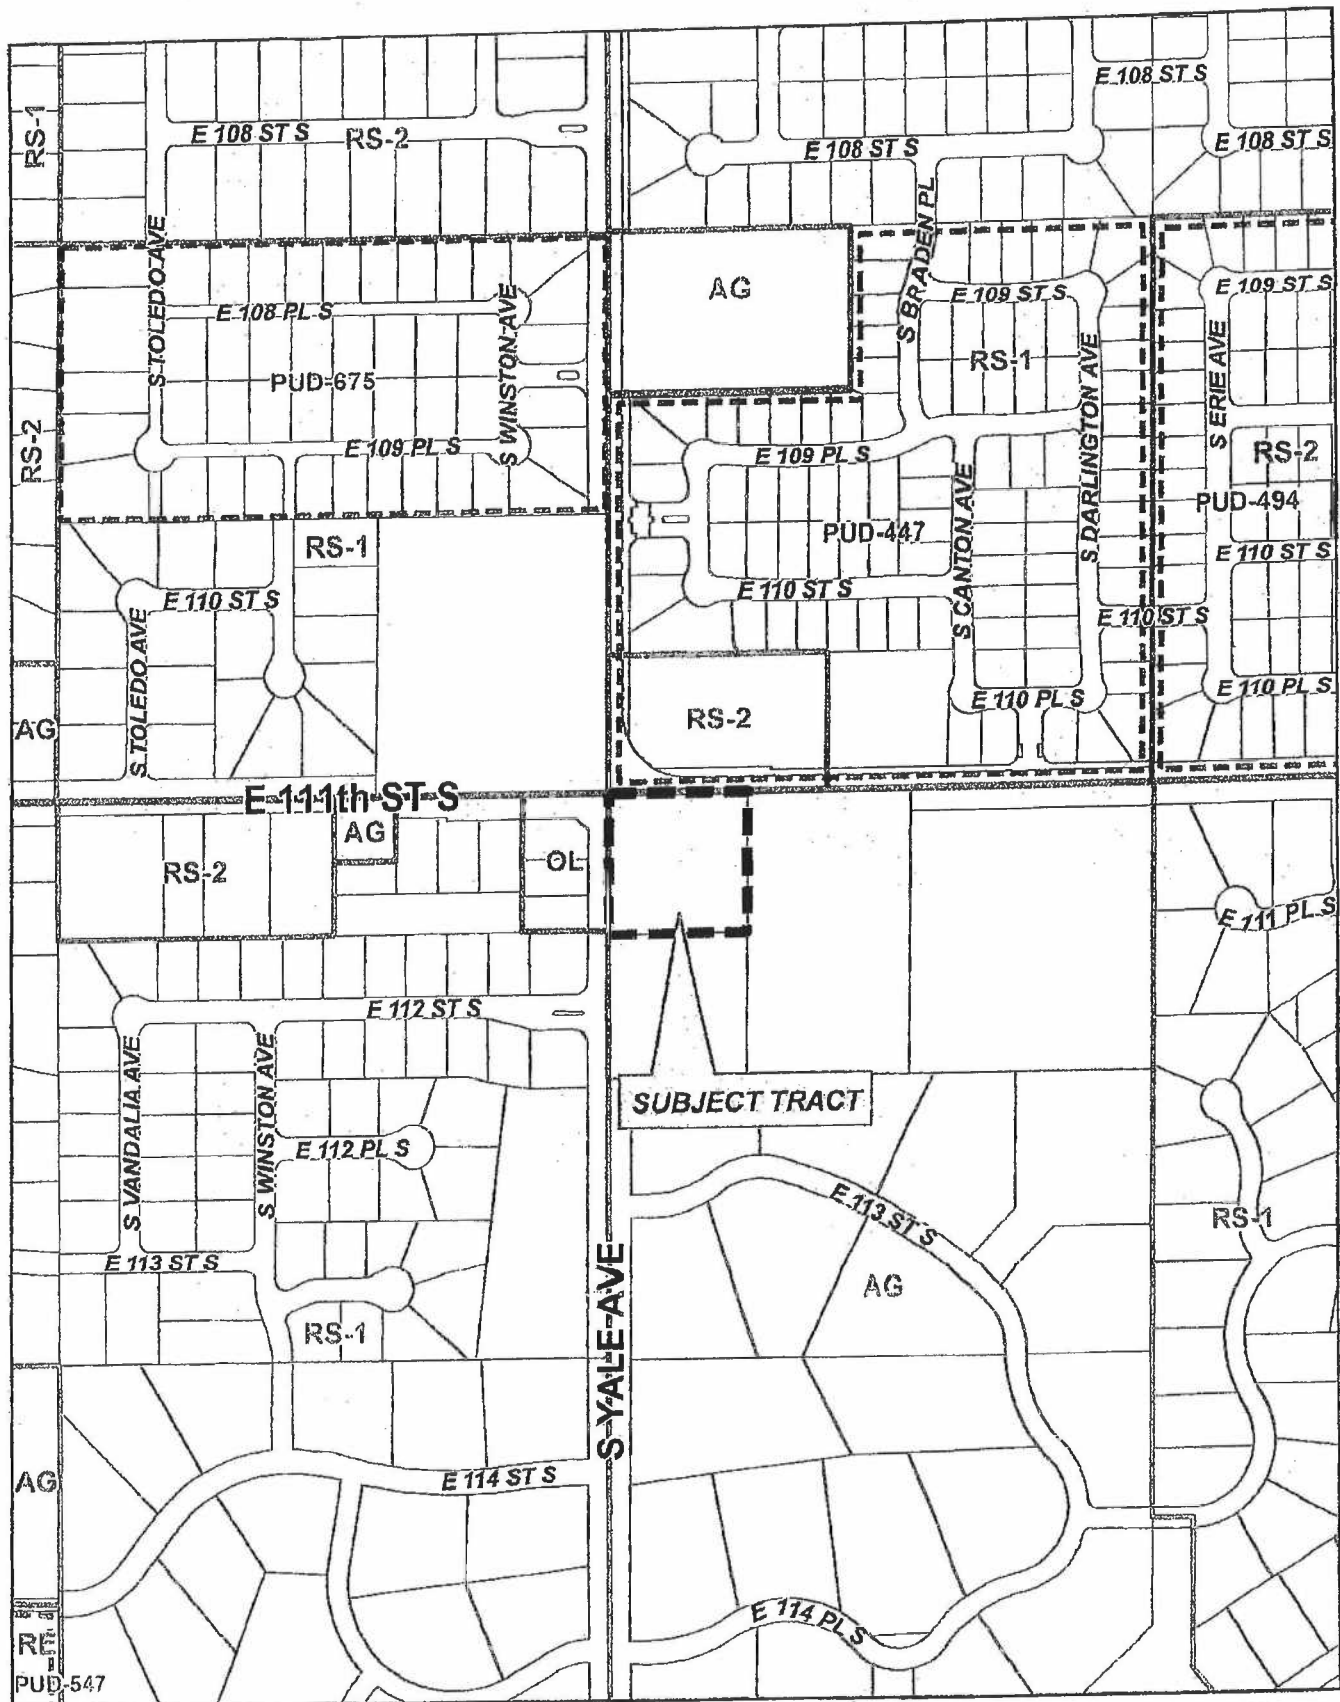 E 108 ST S
RS-1
E 108 ST S
RS-2
E 108 ST S
E 108 ST S
S TOLEDO AVE
S BRADEN PL
AG
E 109 ST S
E 109 ST S
E 108 PL S
S WINSTON AVE
RS-1
S DARLINGTON AVE
S ERIE AVE
PUD-675
RS-2
E 109 PL S
E 109 PL S
RS-2
S CANTON AVE
PUD-494
PUD-447
RS-1
E 110 ST S
E 110 ST S
E 110 ST S
E 110 ST S
S TOLEDO AVE
E 110 PL S
E 110 PL S
RS-2
AG
E 111th ST S
AG
OL
RS-2
E 111 PL S
E 112 ST S
S VANDALIA AVE
S WINSTON AVE
SUBJECT TRACT
E 112 PL S
E 113 ST S
RS-1
E 113 ST S
AG
RS-1
S YALE AVE
AG
E 114 ST S
E 114 PL S
RE
PUD-547